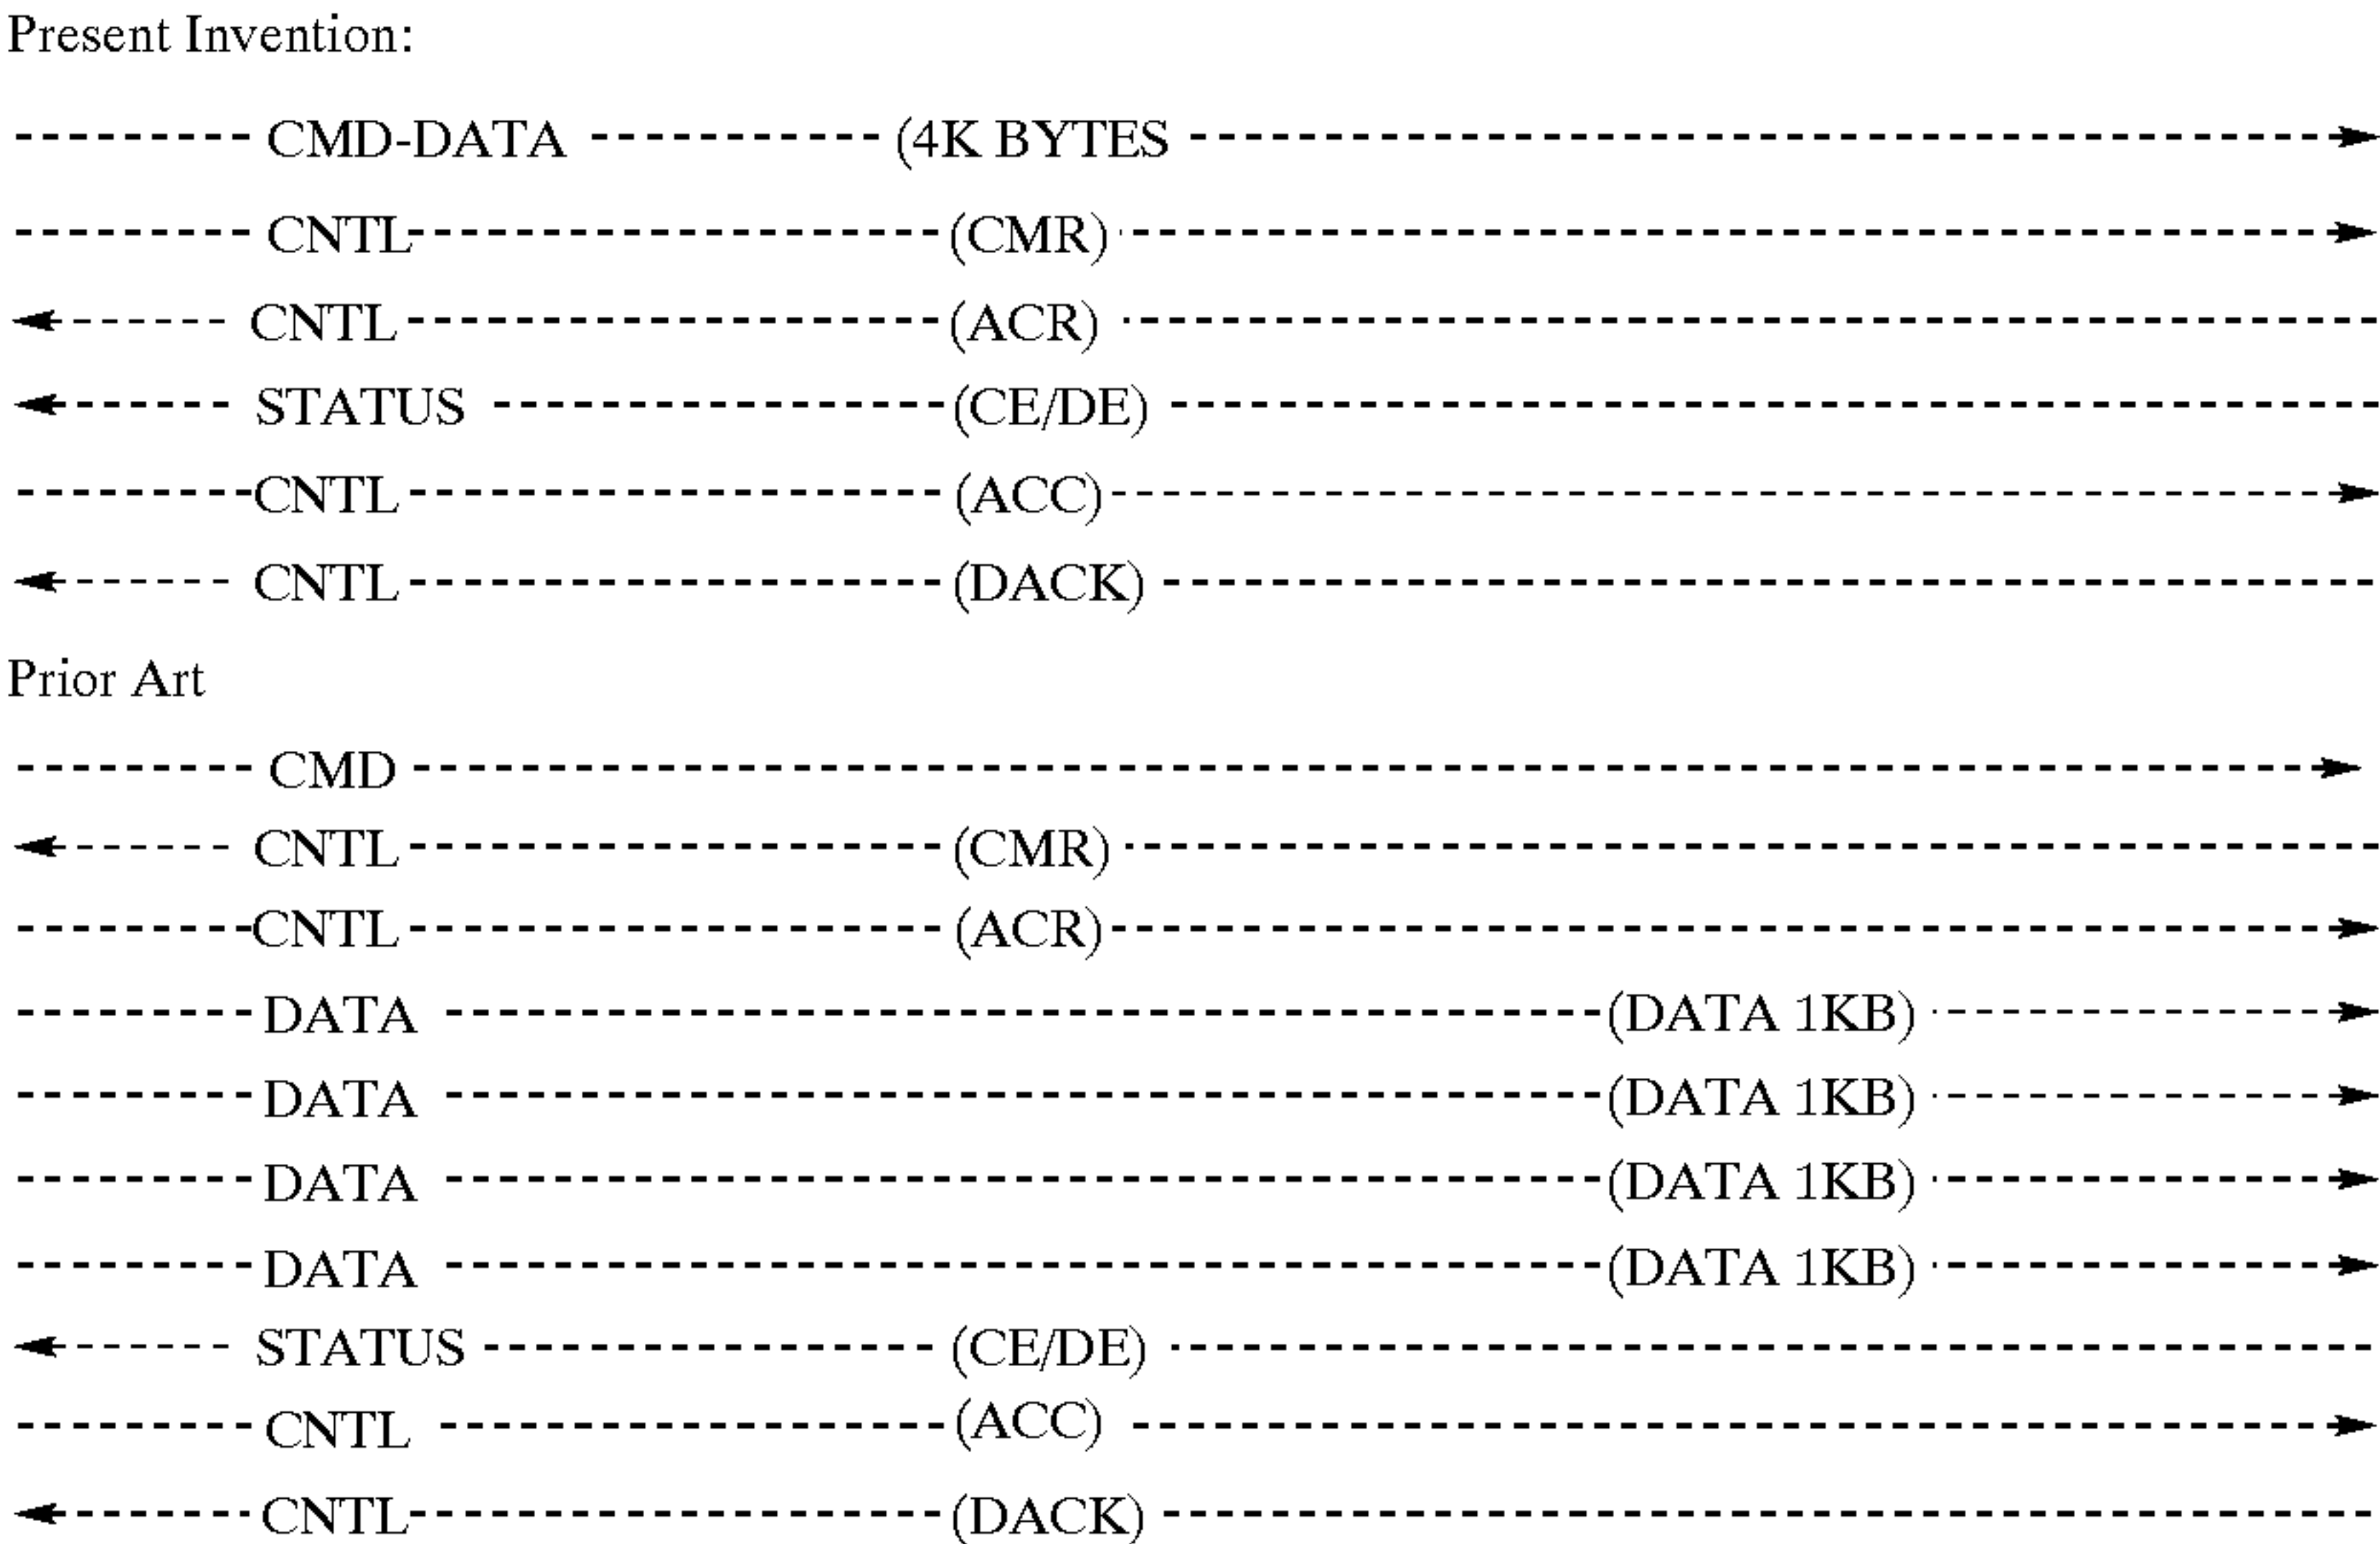 Present Invention:
CMD-DATA (4K BYTES
CNTL (CMR)
CNTL (ACR)
STATUS (CE/DE)
CNTL (ACC)
CNTL (DACK)
Prior Art
CMD
CNTL (CMR)
CNTL (ACR)
DATA (DATA 1KB)
DATA (DATA 1KB)
DATA (DATA 1KB)
DATA (DATA 1KB)
STATUS (CE/DE)
CNTL (ACC)
CNTL (DACK)